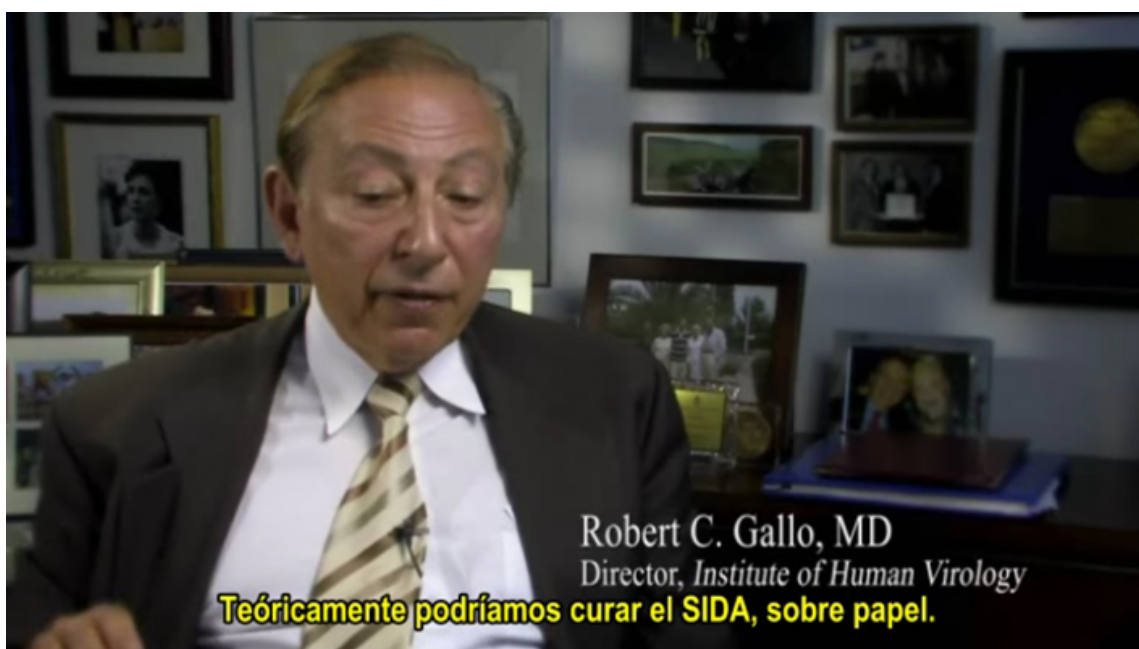 Robert C. Gallo, MD
Director, Institute of Human Virology
Teóricamente podríamos curar el SIDA, sobre papel.